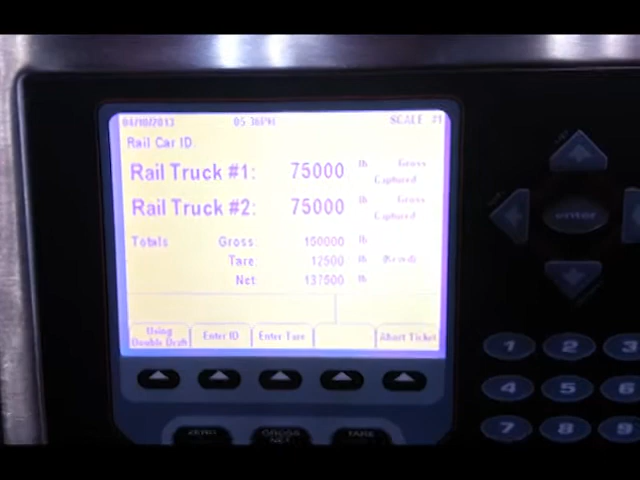 04/10/2013 05:16PM SCALE #1
Rail Car ID:
Rail Truck #1: 75000 lb Gross
Captured
Rail Truck #2: 75000 lb Gross
Captured
Totals Gross: 150000 lb
Tare: 12500 lb (Keyed)
Net: 137500 lb
Using Double Draft
Enter ID
Enter Tare
Abort Ticket
enter
1 2 3
4 5 6
7 8 9
ZERO
GROSS NET
TARE